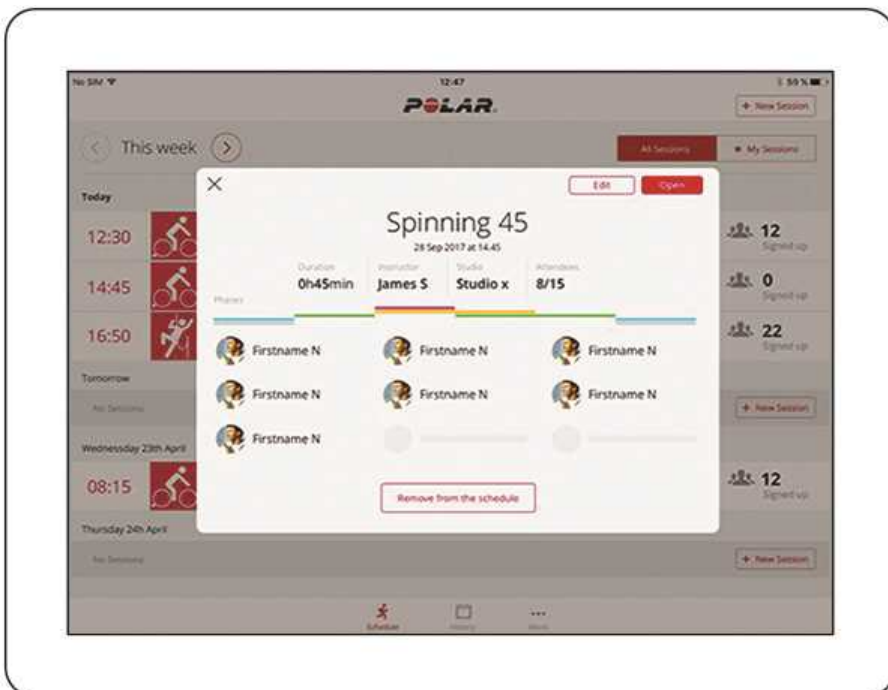 No SIM 12:47 59 %
POLAR
+ New Session
This week
All Sessions My Sessions
Today
Edit Open
Spinning 45
28 Sep 2017 at 14.45
Duration Instructor Studio Attendees
0h45min James S Studio x 8/15
Phases
12:30
12
Signed up
14:45
0
Signed up
16:50
22
Signed up
Firstname N Firstname N Firstname N
Firstname N Firstname N Firstname N
Firstname N
Tomorrow
No Sessions + New Session
Wednesday 23th April
08:15
12
Signed up
Remove from the schedule
Thursday 24th April
No Sessions + New Session
Schedule History More